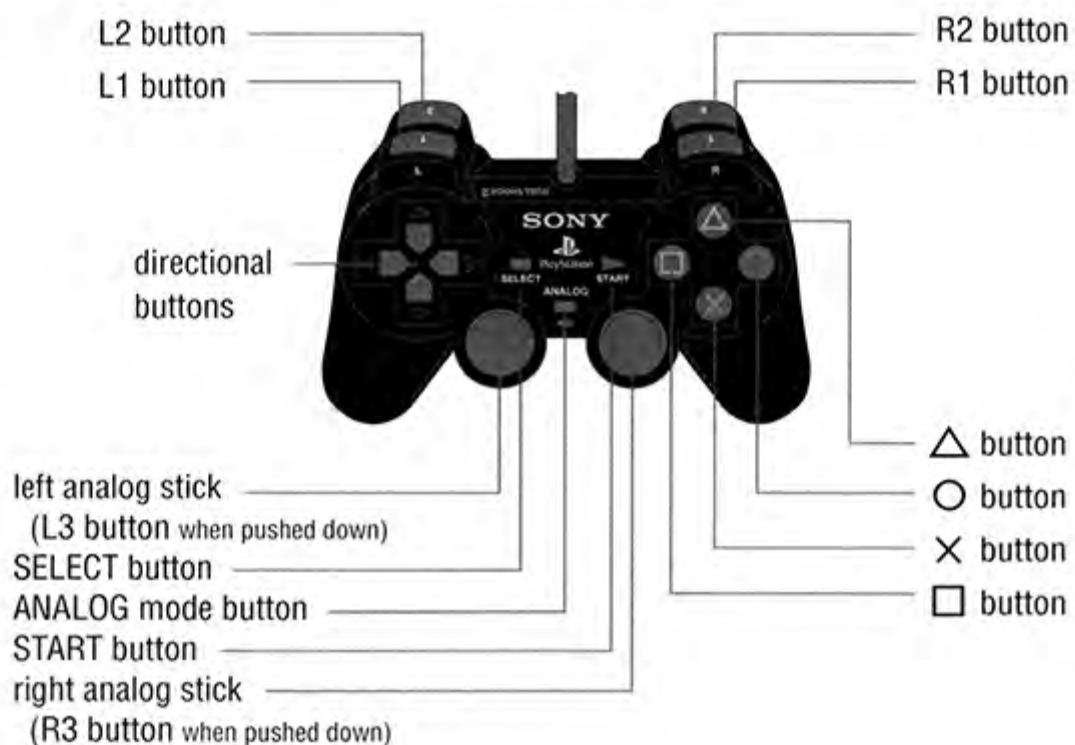 L2 button
L1 button
R2 button
R1 button
SONY
PlayStation
SELECT
START
ANALOG
L
R
directional
buttons
left analog stick
(L3 button when pushed down)
SELECT button
ANALOG mode button
START button
right analog stick
(R3 button when pushed down)
△ button
○ button
✕ button
□ button